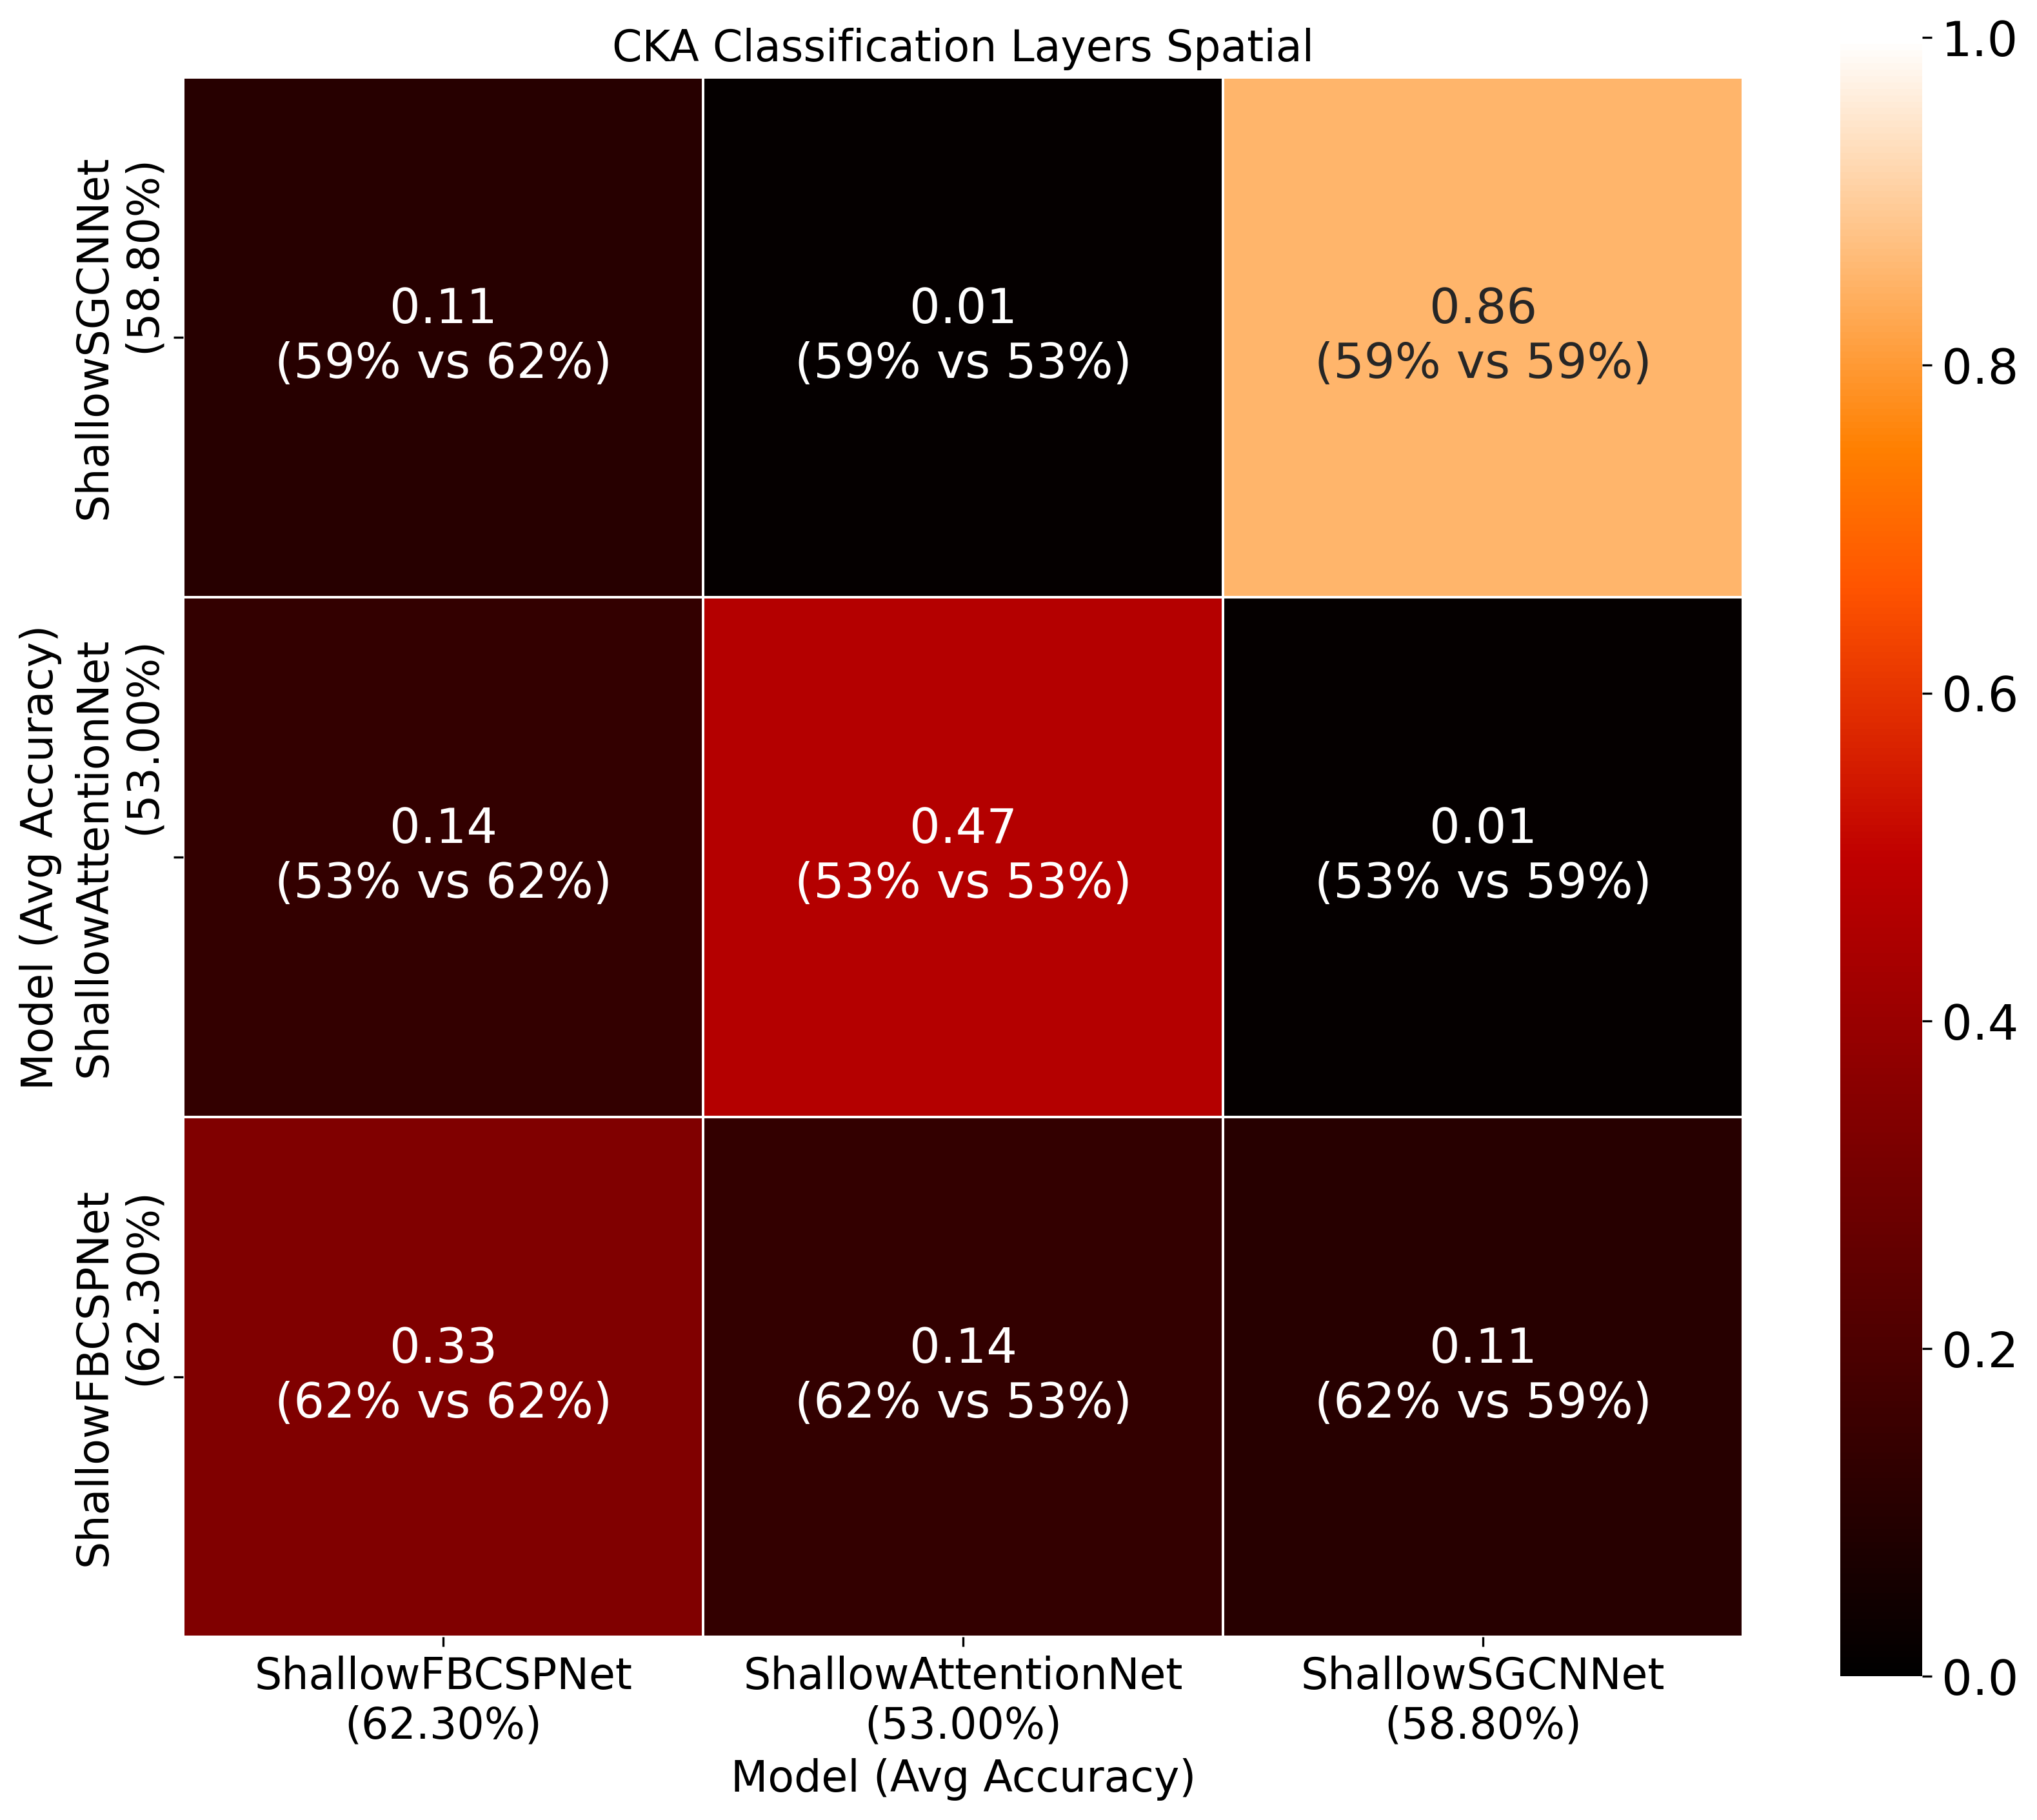 CKA Classification Layers Spatial
Model (Avg Accuracy)
ShallowSGCNNet
(58.80%)
0.11
(59% vs 62%)
0.01
(59% vs 53%)
0.86
(59% vs 59%)
ShallowAttentionNet
(53.00%)
0.14
(53% vs 62%)
0.47
(53% vs 53%)
0.01
(53% vs 59%)
ShallowFBCSPNet
(62.30%)
0.33
(62% vs 62%)
0.14
(62% vs 53%)
0.11
(62% vs 59%)
ShallowFBCSPNet
(62.30%)
ShallowAttentionNet
(53.00%)
ShallowSGCNNet
(58.80%)
Model (Avg Accuracy)
1.0
0.8
0.6
0.4
0.2
0.0